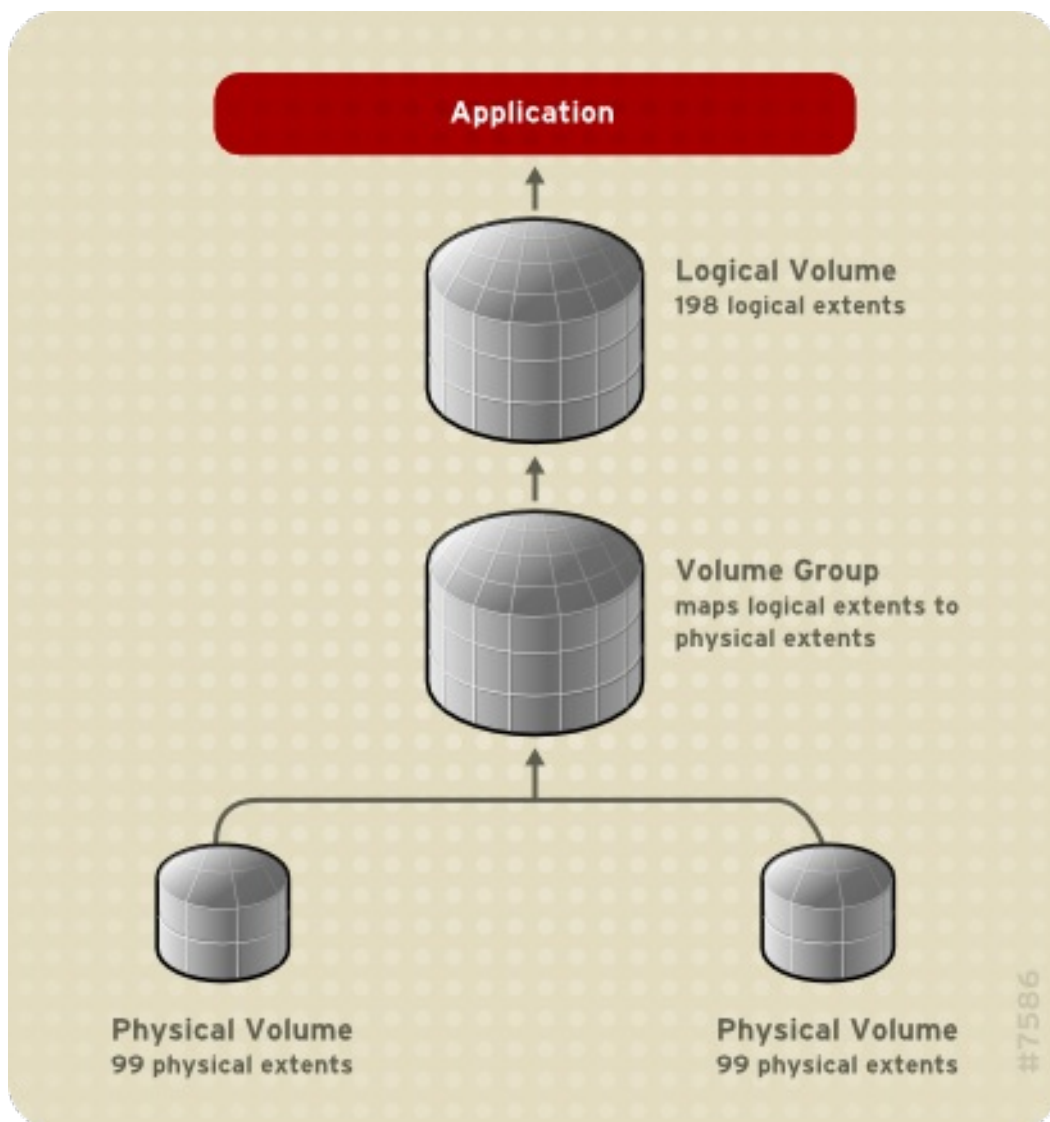 Application
Logical Volume
198 logical extents
Volume Group
maps logical extents to
physical extents
Physical Volume
99 physical extents
Physical Volume
99 physical extents
#7586